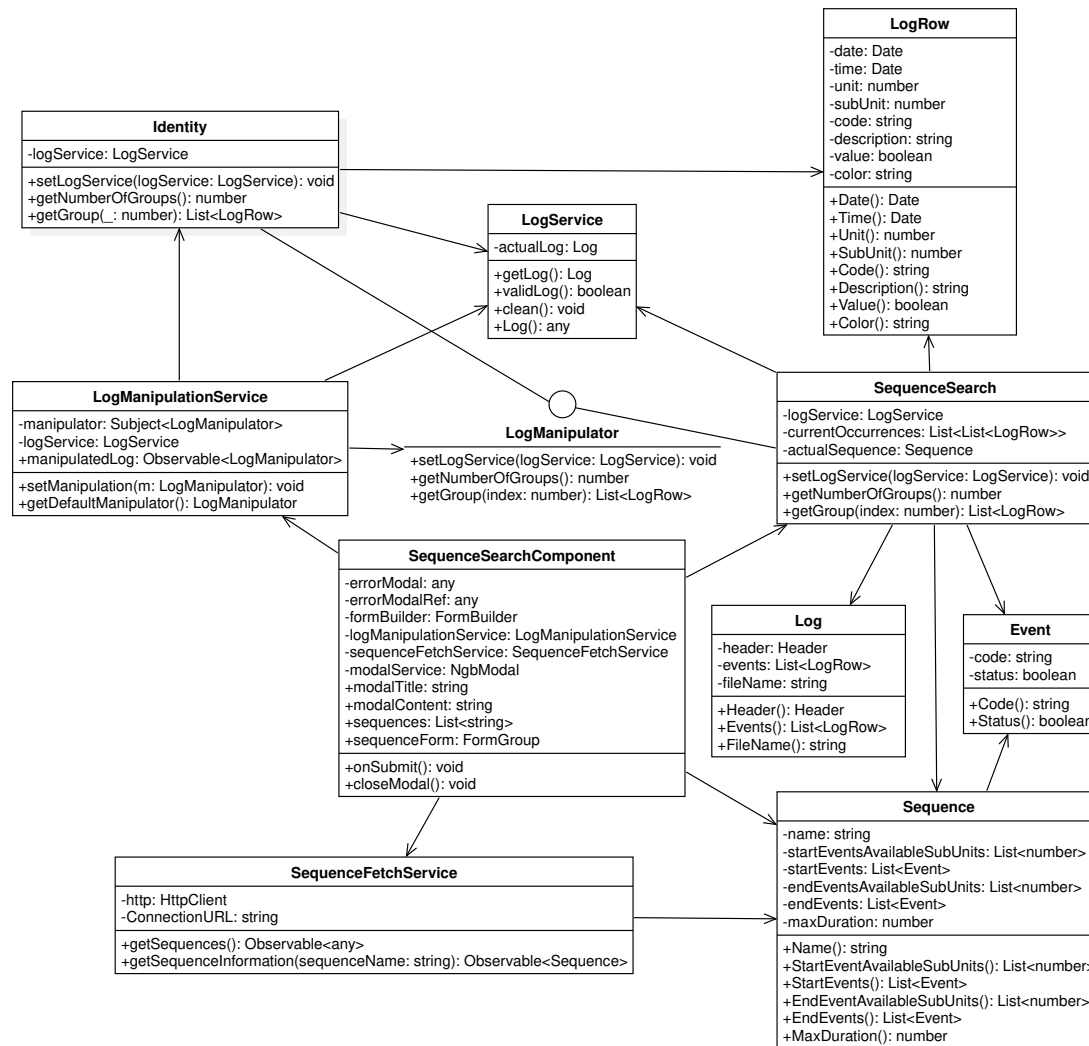 LogRow
-date: Date
-time: Date
-unit: number
-subUnit: number
-code: string
-description: string
-value: boolean
-color: string
+Date(): Date
+Time(): Date
+Unit(): number
+SubUnit(): number
+Code(): string
+Description(): string
+Value(): boolean
+Color(): string
Identity
-logService: LogService
+setLogService(logService: LogService): void
+getNumberOfGroups(): number
+getGroup(_: number): List<LogRow>
LogService
-actualLog: Log
+getLog(): Log
+validLog(): boolean
+clean(): void
+Log(): any
LogManipulationService
-manipulator: Subject<LogManipulator>
-logService: LogService
+manipulatedLog: Observable<LogManipulator>
+setManipulation(m: LogManipulator): void
+getDefaultManipulator(): LogManipulator
LogManipulator
+setLogService(logService: LogService): void
+getNumberOfGroups(): number
+getGroup(index: number): List<LogRow>
SequenceSearch
-logService: LogService
-currentOccurrences: List<List<LogRow>>
-actualSequence: Sequence
+setLogService(logService: LogService): void
+getNumberOfGroups(): number
+getGroup(index: number): List<LogRow>
SequenceSearchComponent
-errorModal: any
-errorModalRef: any
-formBuilder: FormBuilder
-logManipulationService: LogManipulationService
-sequenceFetchService: SequenceFetchService
-modalService: NgbModal
+modalTitle: string
+modalContent: string
+sequences: List<string>
+sequenceForm: FormGroup
+onSubmit(): void
+closeModal(): void
Log
-header: Header
-events: List<LogRow>
-fileName: string
+Header(): Header
+Events(): List<LogRow>
+FileName(): string
Event
-code: string
-status: boolean
+Code(): string
+Status(): boolean
Sequence
-name: string
-startEventsAvailableSubUnits: List<number>
-startEvents: List<Event>
-endEventsAvailableSubUnits: List<number>
-endEvents: List<Event>
-maxDuration: number
+Name(): string
+StartEventAvailableSubUnits(): List<number>
+StartEvents(): List<Event>
+EndEventAvailableSubUnits(): List<number>
+EndEvents(): List<Event>
+MaxDuration(): number
SequenceFetchService
-http: HttpClient
-ConnectionURL: string
+getSequences(): Observable<any>
+getSequenceInformation(sequenceName: string): Observable<Sequence>